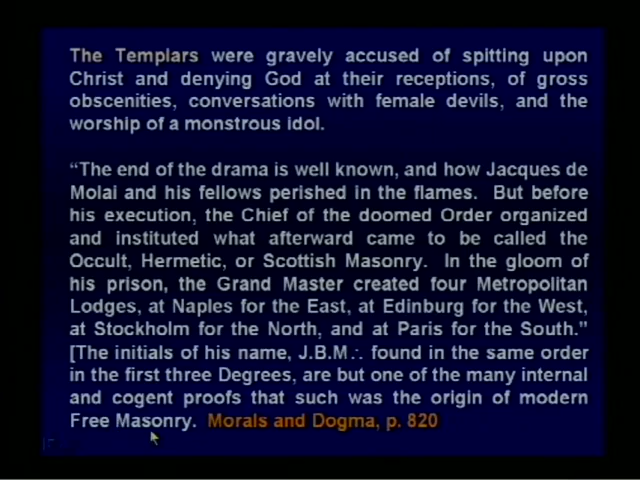 The Templars were gravely accused of spitting upon
Christ and denying God at their receptions, of gross
obscenities, conversations with female devils, and the
worship of a monstrous idol.
“The end of the drama is well known, and how Jacques de
Molai and his fellows perished in the flames. But before
his execution, the Chief of the doomed Order organized
and instituted what afterward came to be called the
Occult, Hermetic, or Scottish Masonry. In the gloom of
his prison, the Grand Master created four Metropolitan
Lodges, at Naples for the East, at Edinburg for the West,
at Stockholm for the North, and at Paris for the South.”
[The initials of his name, J.B.M∴ found in the same order
in the first three Degrees, are but one of the many internal
and cogent proofs that such was the origin of modern
Free Masonry. Morals and Dogma, p. 820